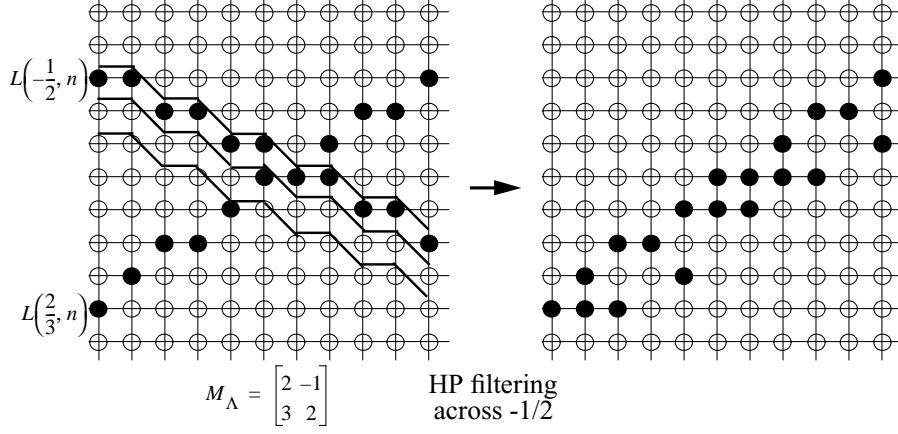 L(-1/2, n)
L(2/3, n)
M_Λ = [2 -1
3 2]
HP filtering
across -1/2